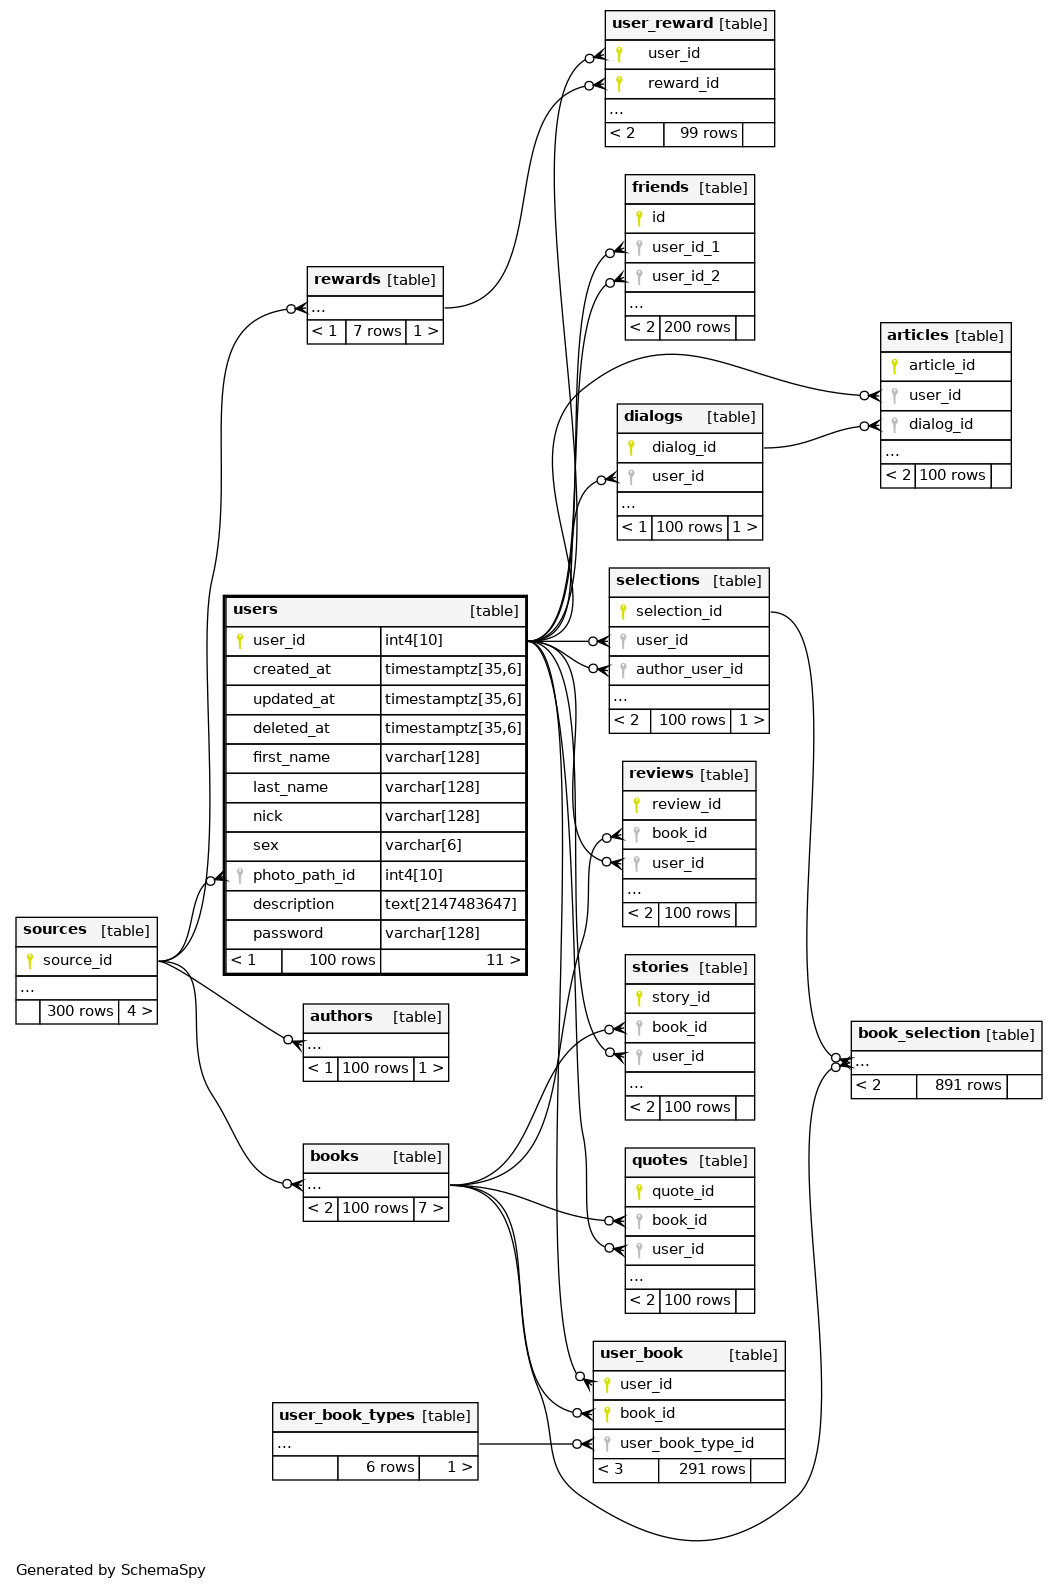 user_reward [table]
user_id
reward_id
...
< 2 99 rows
friends [table]
id
user_id_1
user_id_2
...
< 2 200 rows
rewards [table]
...
< 1 7 rows 1 >
articles [table]
article_id
user_id
dialog_id
...
< 2 100 rows
dialogs [table]
dialog_id
user_id
...
< 1 100 rows 1 >
selections [table]
selection_id
user_id
author_user_id
...
< 2 100 rows 1 >
users [table]
user_id int4[10]
created_at timestamptz[35,6]
updated_at timestamptz[35,6]
deleted_at timestamptz[35,6]
first_name varchar[128]
last_name varchar[128]
nick varchar[128]
sex varchar[6]
photo_path_id int4[10]
description text[2147483647]
password varchar[128]
< 1 100 rows 11 >
reviews [table]
review_id
book_id
user_id
...
< 2 100 rows
sources [table]
source_id
...
300 rows 4 >
stories [table]
story_id
book_id
user_id
...
< 2 100 rows
authors [table]
...
< 1 100 rows 1 >
book_selection [table]
...
< 2 891 rows
books [table]
...
< 2 100 rows 7 >
quotes [table]
quote_id
book_id
user_id
...
< 2 100 rows
user_book [table]
user_id
book_id
user_book_type_id
< 3 291 rows
user_book_types [table]
...
6 rows 1 >
Generated by SchemaSpy